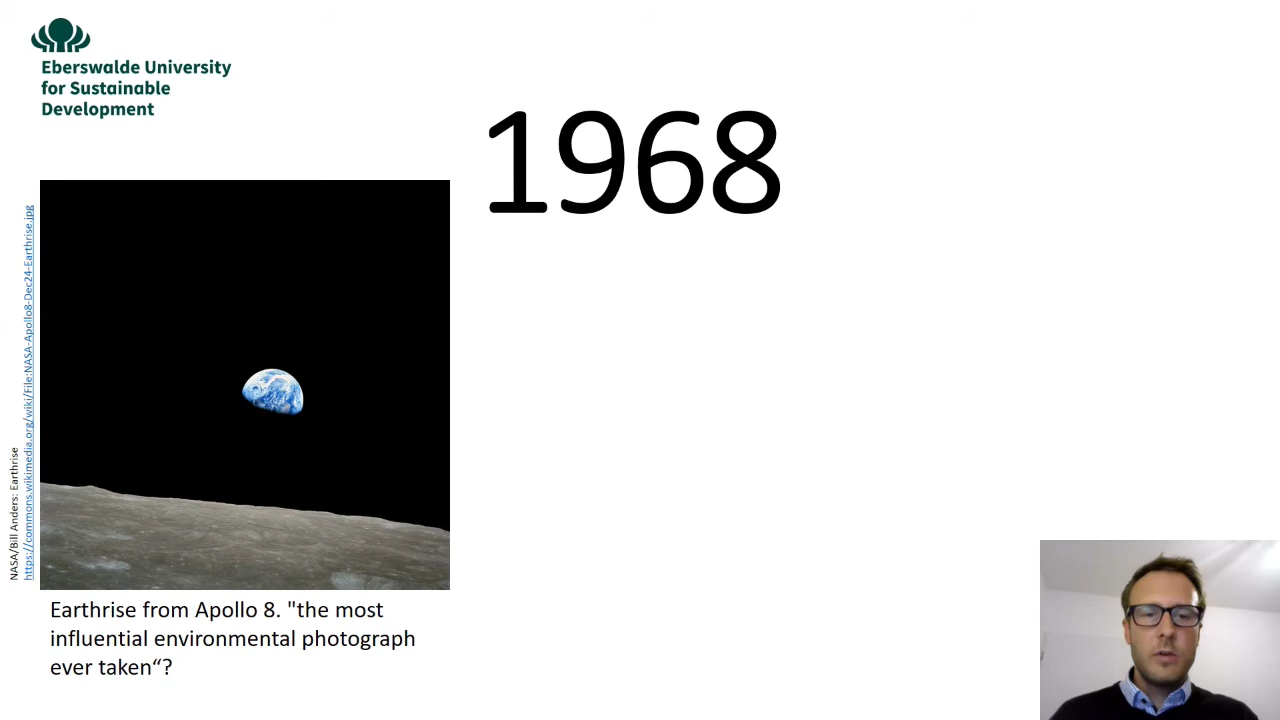 Eberswalde University
for Sustainable
Development
1968
NASA/Bill Anders: Earthrise
https://commons.wikimedia.org/wiki/File:NASA-Apollo8-Dec24-Earthrise.jpg
Earthrise from Apollo 8. "the most
influential environmental photograph
ever taken“?